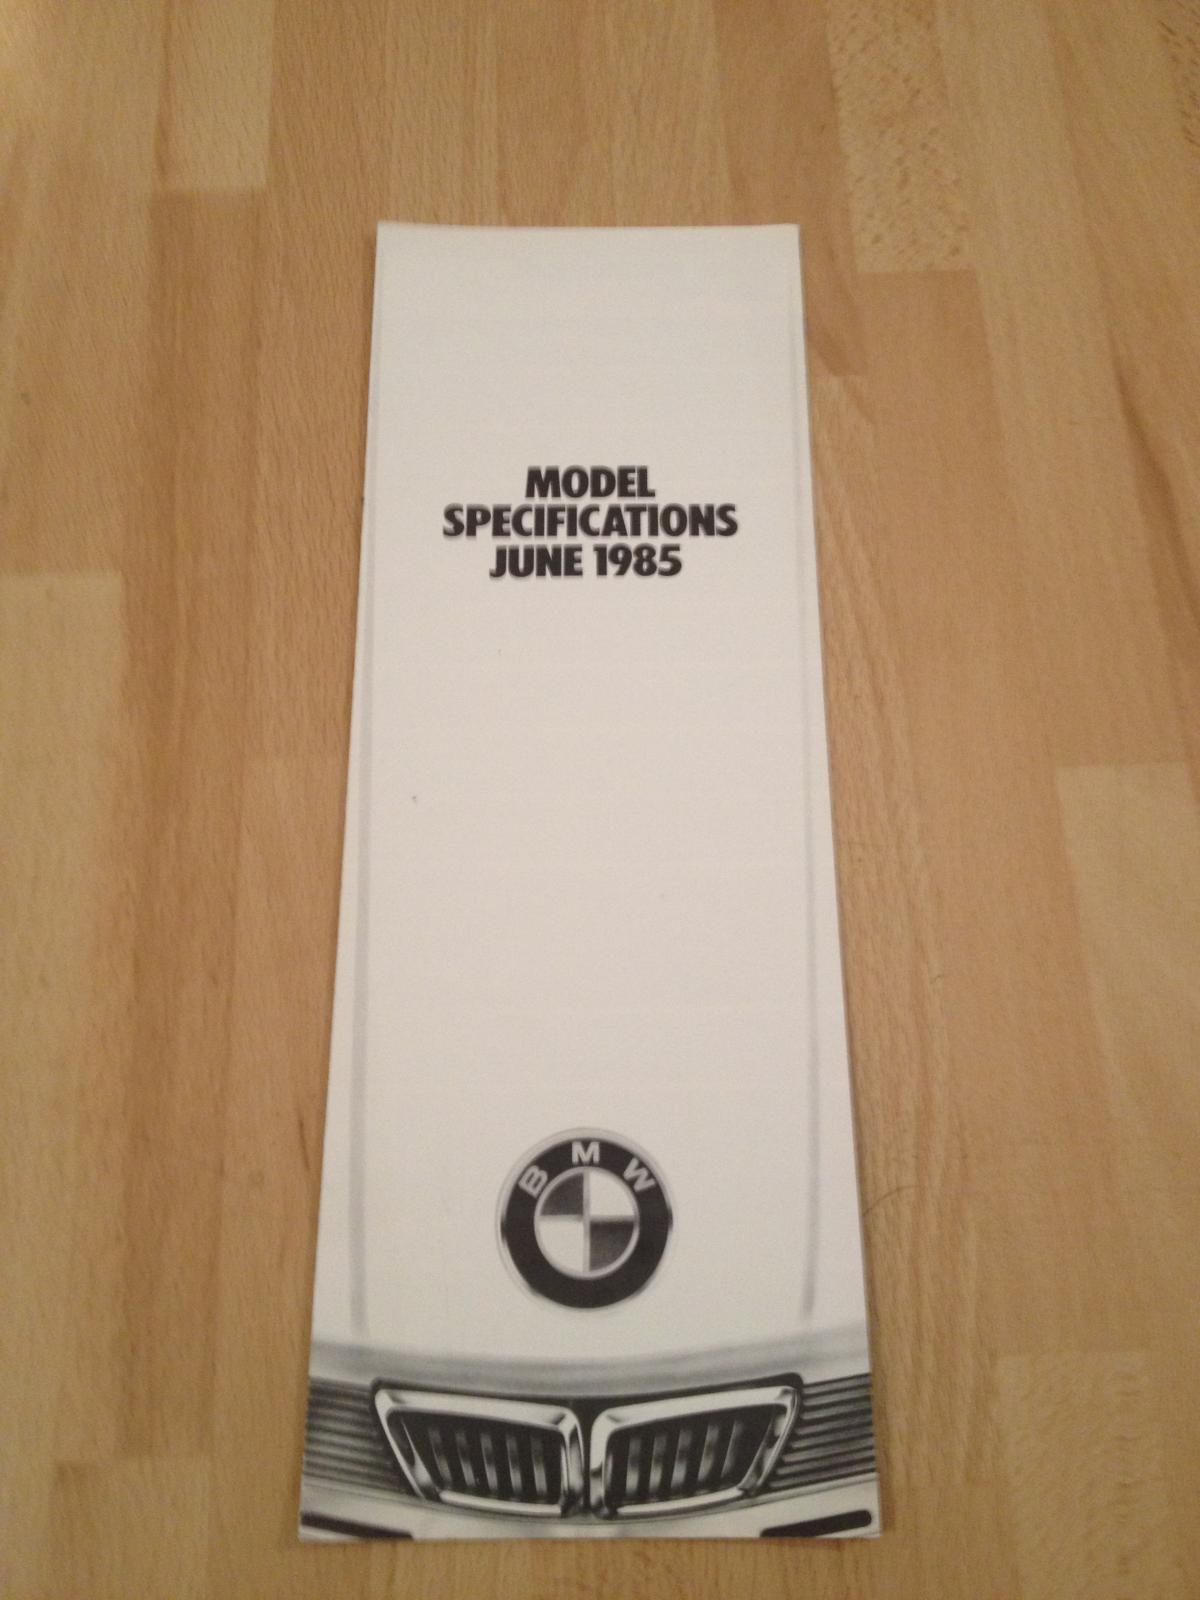 MODEL
SPECIFICATIONS
JUNE 1985
BMW